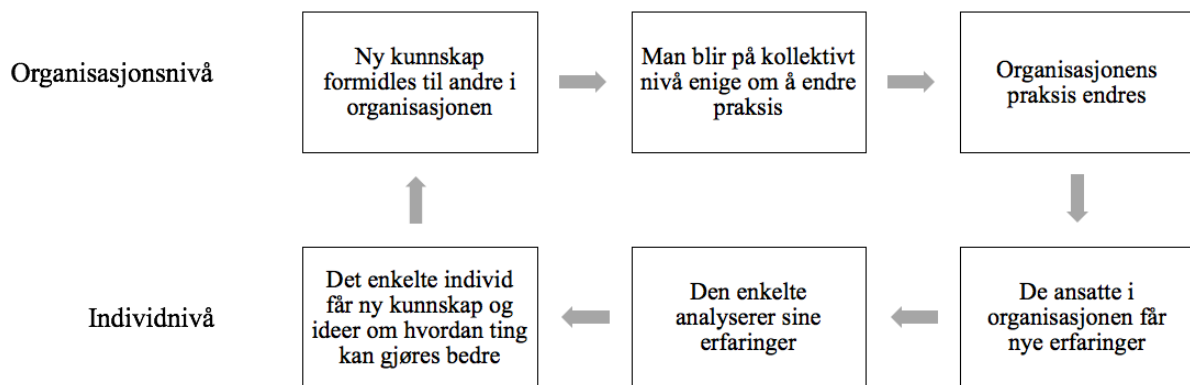 Organisasjonsnivå
Ny kunnskap
formidles til andre i
organisasjonen
Man blir på kollektivt
nivå enige om å endre
praksis
Organisasjonens
praksis endres
Individnivå
Det enkelte individ
får ny kunnskap og
ideer om hvordan ting
kan gjøres bedre
Den enkelte
analyserer sine
erfaringer
De ansatte i
organisasjonen får
nye erfaringer